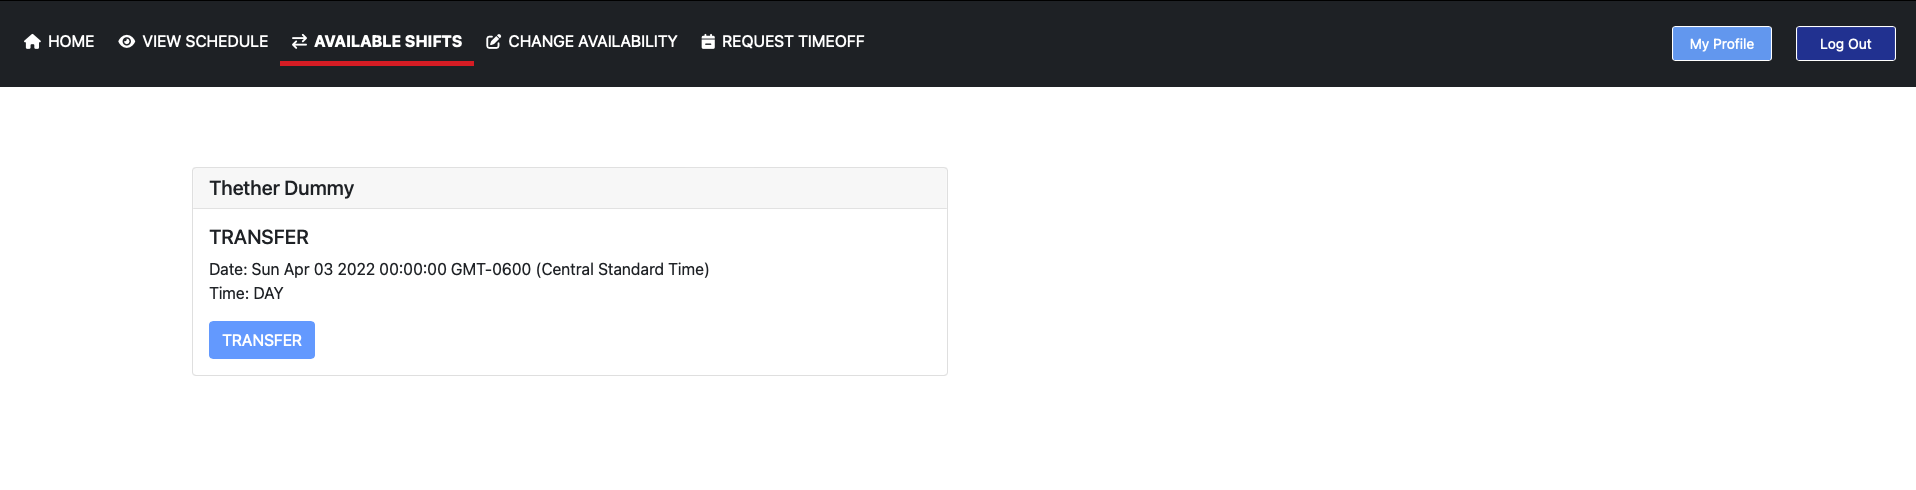 HOME VIEW SCHEDULE AVAILABLE SHIFTS CHANGE AVAILABILITY REQUEST TIMEOFF My Profile Log Out
Thether Dummy
TRANSFER
Date: Sun Apr 03 2022 00:00:00 GMT-0600 (Central Standard Time)
Time: DAY
TRANSFER